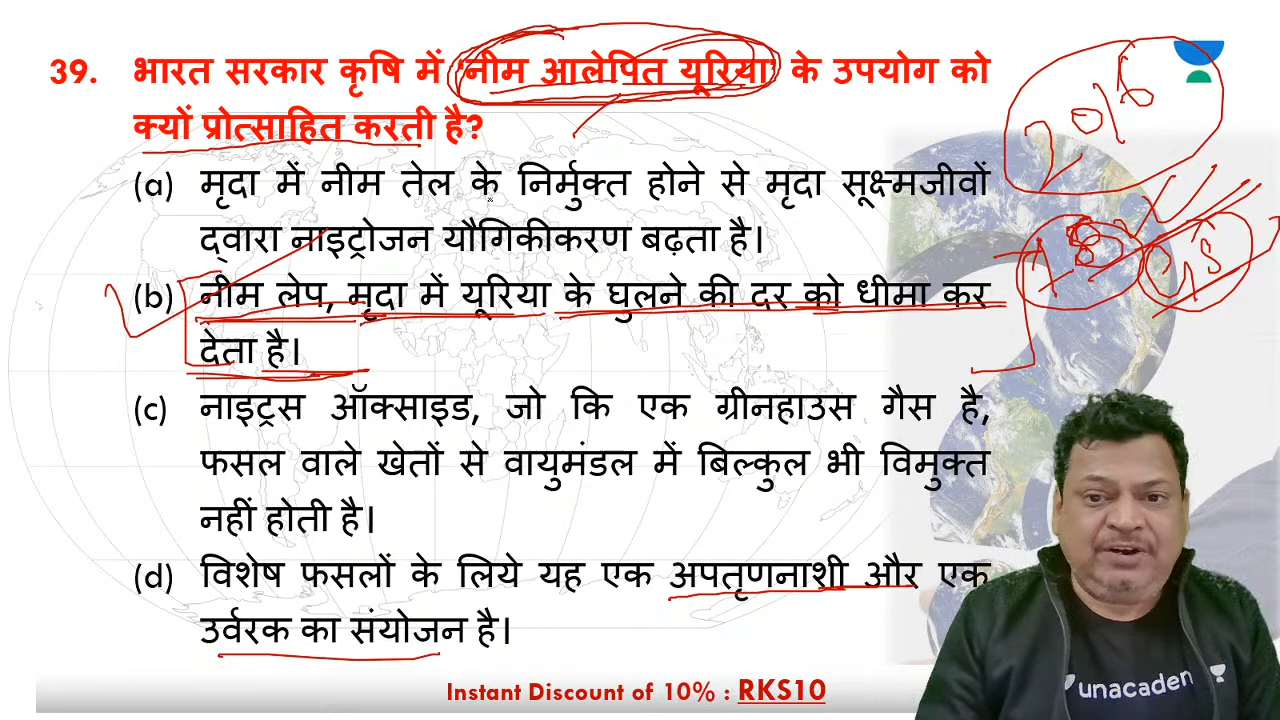 39. भारत सरकार कृषि में 'नीम आलेपित यूरिया' के उपयोग को
क्यों प्रोत्साहित करती है?
(a) मृदा में नीम तेल के निर्मुक्त होने से मृदा सूक्ष्मजीवों
द्वारा नाइट्रोजन यौगिकीकरण बढ़ता है।
(b) नीम लेप, मृदा में यूरिया के घुलने की दर को धीमा कर
देता है।
(c) नाइट्रस ऑक्साइड, जो कि एक ग्रीनहाउस गैस है,
फसल वाले खेतों से वायुमंडल में बिल्कुल भी विमुक्त
नहीं होती है।
(d) विशेष फसलों के लिये यह एक अपतृणनाशी और एक
उर्वरक का संयोजन है।
unacaden
Instant Discount of 10% : RKS10